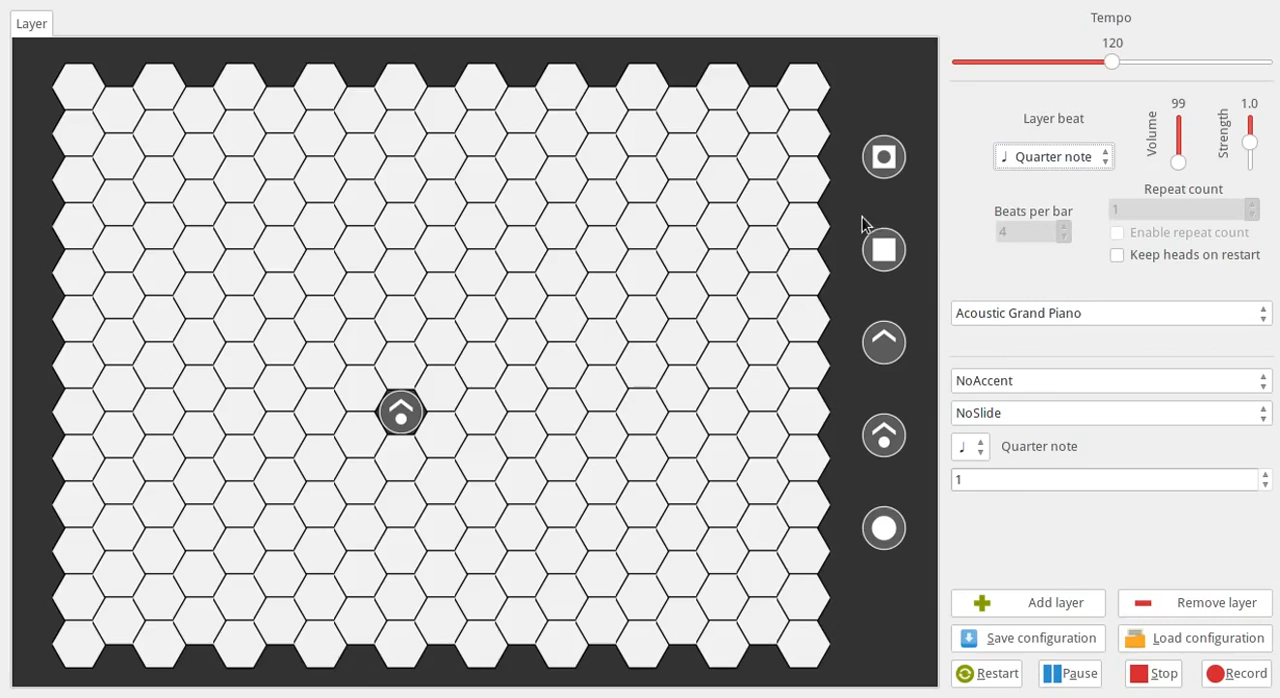 Layer
Tempo
120
Layer beat
♩ Quarter note
Volume
99
Strength
1.0
Beats per bar
4
Repeat count
1
Enable repeat count
Keep heads on restart
Acoustic Grand Piano
NoAccent
NoSlide
♩ Quarter note
1
Add layer
Remove layer
Save configuration
Load configuration
Restart
Pause
Stop
Record